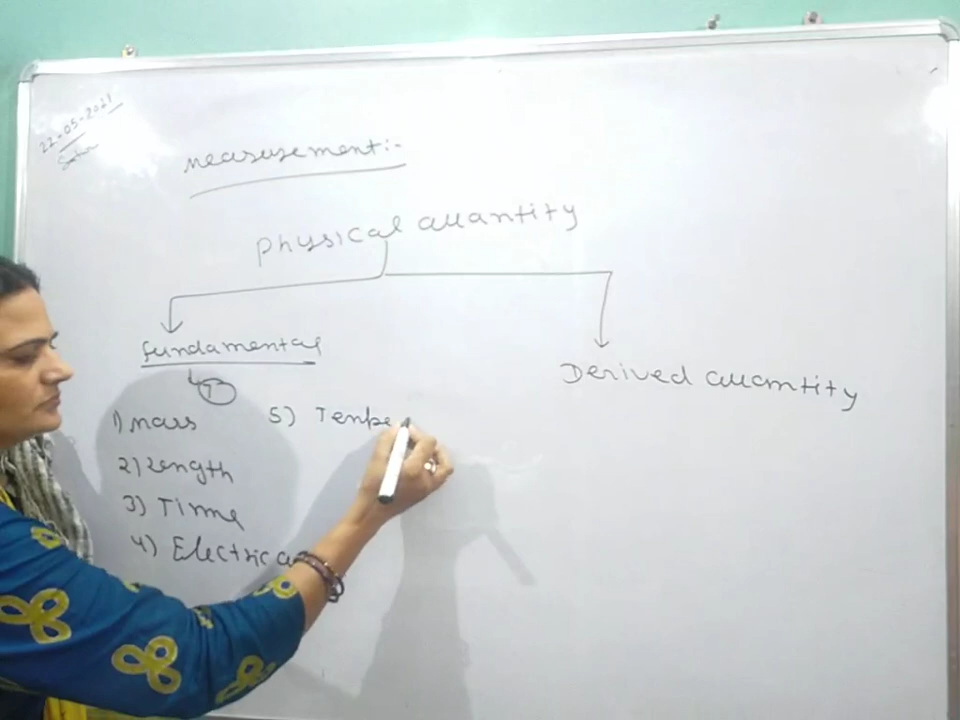 22-05-2021
measurement:-
Physical Quantity
fundamental
7
Derived Quantity
1) mass
2) Length
3) Time
4) Electric
5) Tempe